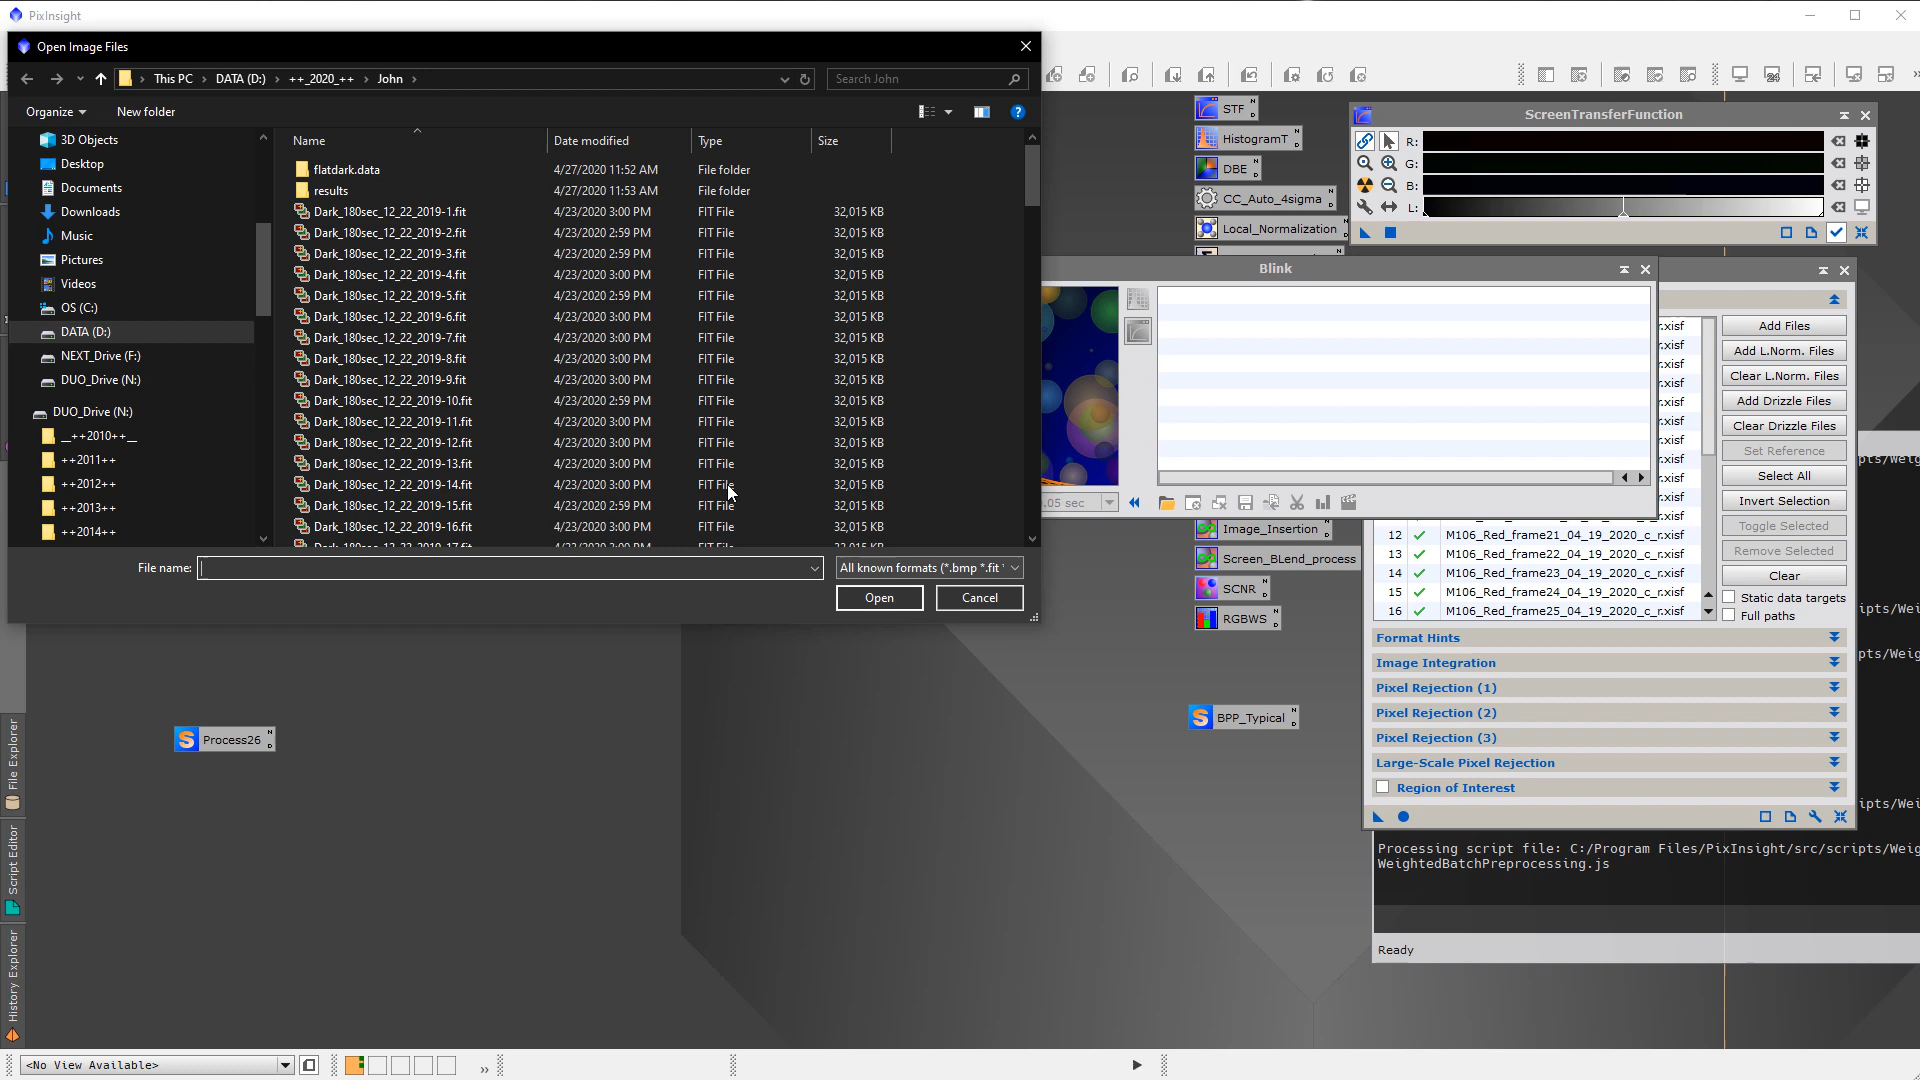 PixInsight
Open Image Files
This PC
DATA (D:)
++_2020_++
John
Search John
Organize
New folder
?
3D Objects
Desktop
Documents
Downloads
Music
Pictures
Videos
OS (C:)
DATA (D:)
NEXT_Drive (F:)
DUO_Drive (N:)
DUO_Drive (N:)
__++2010++__
++2011++
++2012++
++2013++
++2014++
Name Date modified Type Size
flatdark.data 4/27/2020 11:52 AM File folder
results 4/27/2020 11:53 AM File folder
Dark_180sec_12_22_2019-1.fit 4/23/2020 3:00 PM FIT File 32,015 KB
Dark_180sec_12_22_2019-2.fit 4/23/2020 2:59 PM FIT File 32,015 KB
Dark_180sec_12_22_2019-3.fit 4/23/2020 2:59 PM FIT File 32,015 KB
Dark_180sec_12_22_2019-4.fit 4/23/2020 3:00 PM FIT File 32,015 KB
Dark_180sec_12_22_2019-5.fit 4/23/2020 2:59 PM FIT File 32,015 KB
Dark_180sec_12_22_2019-6.fit 4/23/2020 3:00 PM FIT File 32,015 KB
Dark_180sec_12_22_2019-7.fit 4/23/2020 3:00 PM FIT File 32,015 KB
Dark_180sec_12_22_2019-8.fit 4/23/2020 3:00 PM FIT File 32,015 KB
Dark_180sec_12_22_2019-9.fit 4/23/2020 3:00 PM FIT File 32,015 KB
Dark_180sec_12_22_2019-10.fit 4/23/2020 2:59 PM FIT File 32,015 KB
Dark_180sec_12_22_2019-11.fit 4/23/2020 3:00 PM FIT File 32,015 KB
Dark_180sec_12_22_2019-12.fit 4/23/2020 3:00 PM FIT File 32,015 KB
Dark_180sec_12_22_2019-13.fit 4/23/2020 3:00 PM FIT File 32,015 KB
Dark_180sec_12_22_2019-14.fit 4/23/2020 3:00 PM FIT File 32,015 KB
Dark_180sec_12_22_2019-15.fit 4/23/2020 2:59 PM FIT File 32,015 KB
Dark_180sec_12_22_2019-16.fit 4/23/2020 3:00 PM FIT File 32,015 KB
File name:
All known formats (*.bmp *.fit
Open
Cancel
STF
HistogramT
DBE
CC_Auto_4sigma
Local_Normalization
ScreenTransferFunction
R:
G:
B:
L:
Blink
.05 sec
Image_Insertion
Screen_BLend_process
SCNR
RGBWS
BPP_Typical
Process26
r.xisf
r.xisf
r.xisf
r.xisf
r.xisf
r.xisf
r.xisf
r.xisf
r.xisf
r.xisf
12 M106_Red_frame21_04_19_2020_c_r.xisf
13 M106_Red_frame22_04_19_2020_c_r.xisf
14 M106_Red_frame23_04_19_2020_c_r.xisf
15 M106_Red_frame24_04_19_2020_c_r.xisf
16 M106_Red_frame25_04_19_2020_c_r.xisf
Add Files
Add L.Norm. Files
Clear L.Norm. Files
Add Drizzle Files
Clear Drizzle Files
Set Reference
Select All
Invert Selection
Toggle Selected
Remove Selected
Clear
Static data targets
Full paths
Format Hints
Image Integration
Pixel Rejection (1)
Pixel Rejection (2)
Pixel Rejection (3)
Large-Scale Pixel Rejection
Region of Interest
pts/Weig
ipts/Wei
pts/Wei
ipts/Wei
Processing script file: C:/Program Files/PixInsight/src/scripts/Weig
WeightedBatchPreprocessing.js
Ready
File Explorer
Script Editor
History Explorer
<No View Available>